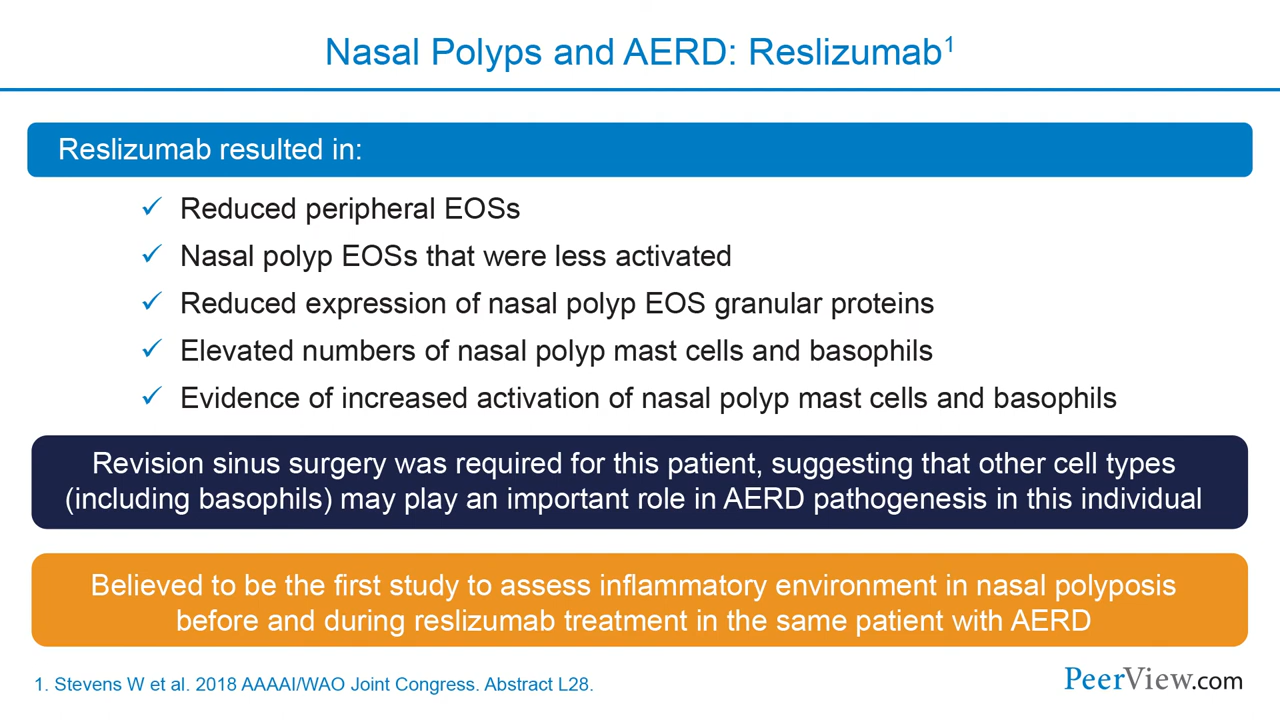 Nasal Polyps and AERD: Reslizumab1
Reslizumab resulted in:
✓ Reduced peripheral EOSs
✓ Nasal polyp EOSs that were less activated
✓ Reduced expression of nasal polyp EOS granular proteins
✓ Elevated numbers of nasal polyp mast cells and basophils
✓ Evidence of increased activation of nasal polyp mast cells and basophils
Revision sinus surgery was required for this patient, suggesting that other cell types
(including basophils) may play an important role in AERD pathogenesis in this individual
Believed to be the first study to assess inflammatory environment in nasal polyposis
before and during reslizumab treatment in the same patient with AERD
1. Stevens W et al. 2018 AAAAI/WAO Joint Congress. Abstract L28.
PeerView.com